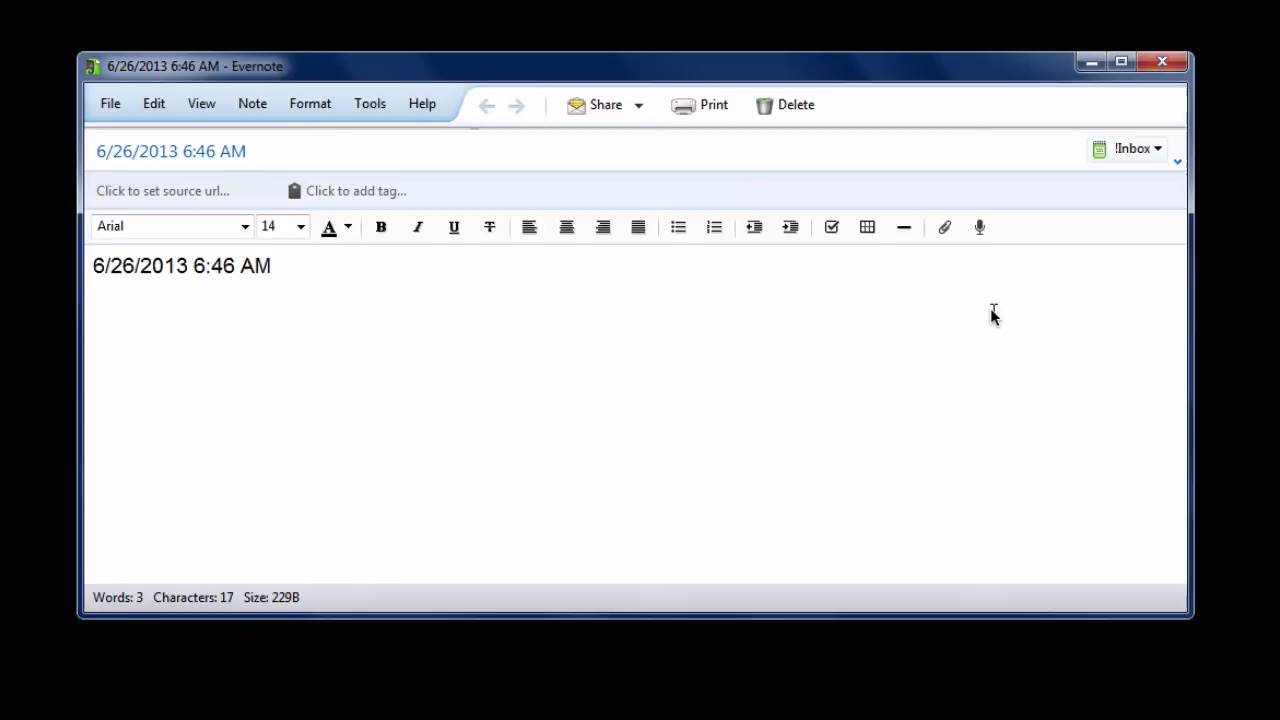 6/26/2013 6:46 AM - Evernote
File Edit View Note Format Tools Help Share Print Delete
6/26/2013 6:46 AM !Inbox
Click to set source url... Click to add tag...
Arial 14 A B I U T
6/26/2013 6:46 AM
Words: 3 Characters: 17 Size: 229B